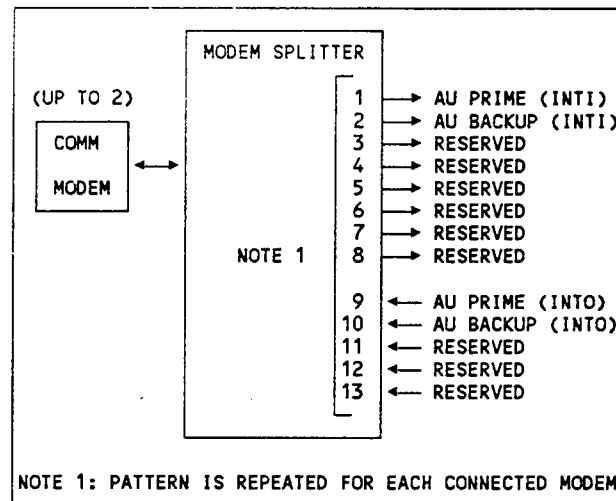 MODEM SPLITTER
(UP TO 2)
COMM
MODEM
1 AU PRIME (INTI)
2 AU BACKUP (INTI)
3 RESERVED
4 RESERVED
5 RESERVED
6 RESERVED
7 RESERVED
8 RESERVED
NOTE 1
9 AU PRIME (INTO)
10 AU BACKUP (INTO)
11 RESERVED
12 RESERVED
13 RESERVED
NOTE 1: PATTERN IS REPEATED FOR EACH CONNECTED MODEM